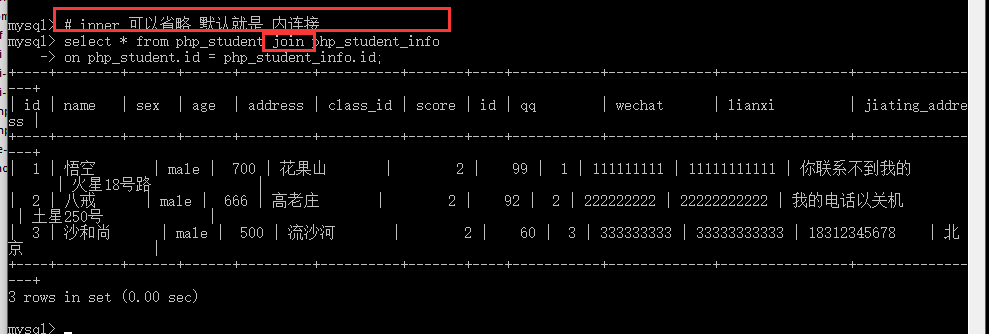 mysql> # inner 可以省略 默认就是 内连接
mysql> select * from php_student join php_student_info
-> on php_student.id = php_student_info.id;
+----+-----------+------+------+-----------+----------+-------+----+-----------+-------------+-----------------+--------------
---+
| id | name | sex | age | address | class_id | score | id | qq | wechat | lianxi | jiating_addre
ss |
+----+-----------+------+------+-----------+----------+-------+----+-----------+-------------+-----------------+--------------
---+
| 1 | 悟空 | male | 700 | 花果山 | 2 | 99 | 1 | 111111111 | 11111111111 | 你联系不到我的
| 火星18号路 |
| 2 | 八戒 | male | 666 | 高老庄 | 2 | 92 | 2 | 222222222 | 22222222222 | 我的电话以关机
| 土星250号 |
| 3 | 沙和尚 | male | 500 | 流沙河 | 2 | 60 | 3 | 333333333 | 33333333333 | 18312345678 | 北
京 |
+----+-----------+------+------+-----------+----------+-------+----+-----------+-------------+-----------------+--------------
---+
3 rows in set (0.00 sec)
mysql>